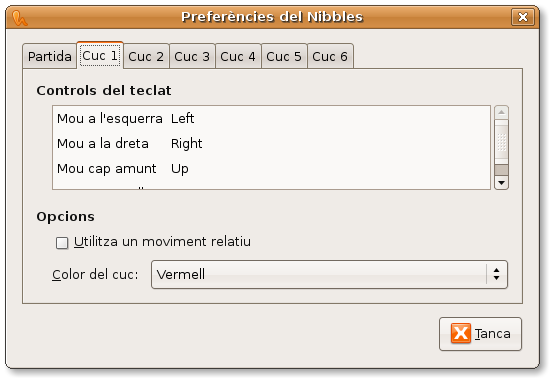 Preferències del Nibbles
Partida Cuc 1 Cuc 2 Cuc 3 Cuc 4 Cuc 5 Cuc 6
Controls del teclat
Mou a l'esquerra Left
Mou a la dreta Right
Mou cap amunt Up
Opcions
Utilitza un moviment relatiu
Color del cuc: Vermell
Tanca